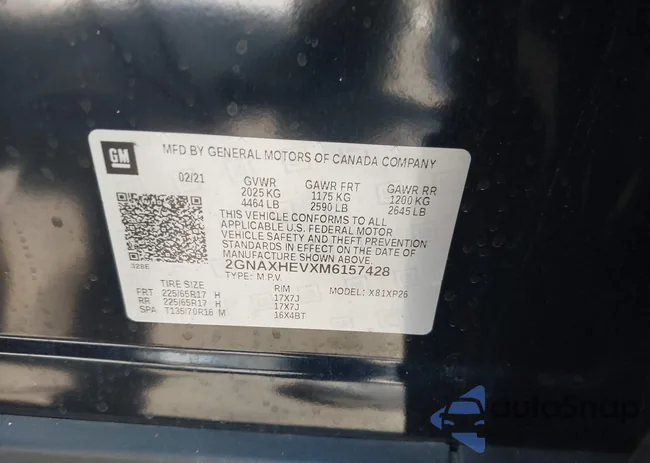 GM
CANADA
MFD BY GENERAL MOTORS OF CANADA COMPANY
02/21 GVWR GAWR FRT GAWR RR
2025 KG 1175 KG 1200 KG
4464 LB 2590 LB 2645 LB
THIS VEHICLE CONFORMS TO ALL
APPLICABLE U.S. FEDERAL MOTOR
VEHICLE SAFETY AND THEFT PREVENTION
STANDARDS IN EFFECT ON THE DATE OF
MANUFACTURE SHOWN ABOVE.
328E 2GNAXHEVXM6157428
TYPE: M.P.V. MODEL: X81XP26
TIRE SIZE RIM
FRT 225/65R17 H 17X7J
RR 225/65R17 H 17X7J
SPA T135/70R16 M 16X4BT
autoSnap